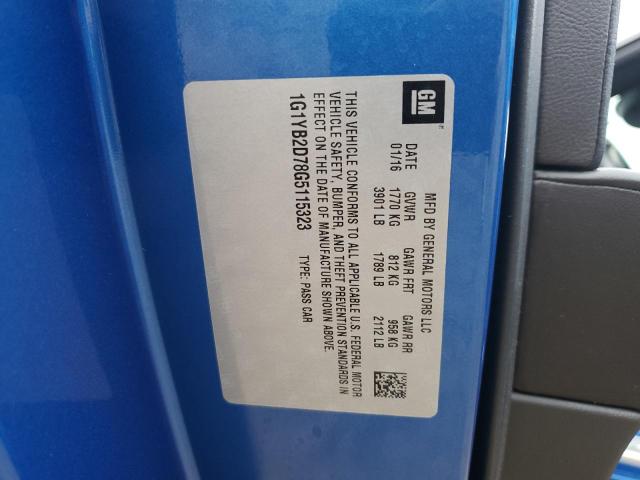 GM
MFD BY GENERAL MOTORS LLC
DATE GVWR GAWR FRT GAWR RR
01/16 1770 KG 812 KG 958 KG
3901 LB 1789 LB 2112 LB
THIS VEHICLE CONFORMS TO ALL APPLICABLE U.S. FEDERAL MOTOR
VEHICLE SAFETY, BUMPER, AND THEFT PREVENTION STANDARDS IN
EFFECT ON THE DATE OF MANUFACTURE SHOWN ABOVE.
1G1YB2D78G5115323 TYPE: PASS CAR